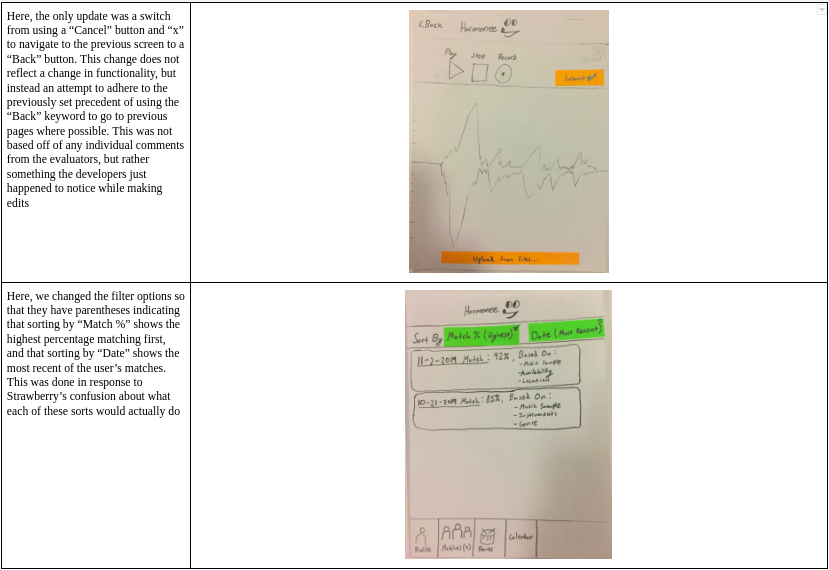 Here, the only update was a switch
from using a “Cancel” button and “x”
to navigate to the previous screen to a
“Back” button. This change does not
reflect a change in functionality, but
instead an attempt to adhere to the
previously set precedent of using the
“Back” keyword to go to previous
pages where possible. This was not
based off of any individual comments
from the evaluators, but rather
something the developers just
happened to notice while making
edits
<Back Harmonee
Play Stop Record
Submit
Upload from files...
Here, we changed the filter options so
that they have parentheses indicating
that sorting by “Match %” shows the
highest percentage matching first,
and that sorting by “Date” shows the
most recent of the user’s matches.
This was done in response to
Strawberry’s confusion about what
each of these sorts would actually do
Harmonee
Sort By Match % (Highest) Date (Most Recent)
11-2-2019 Match: 92%, Based On:
- Music Sample
- Availability
- Location
10-21-2019 Match: 85%, Based On:
- Music Sample
- Instruments
- Genre
Profile Matches Bands Calendar